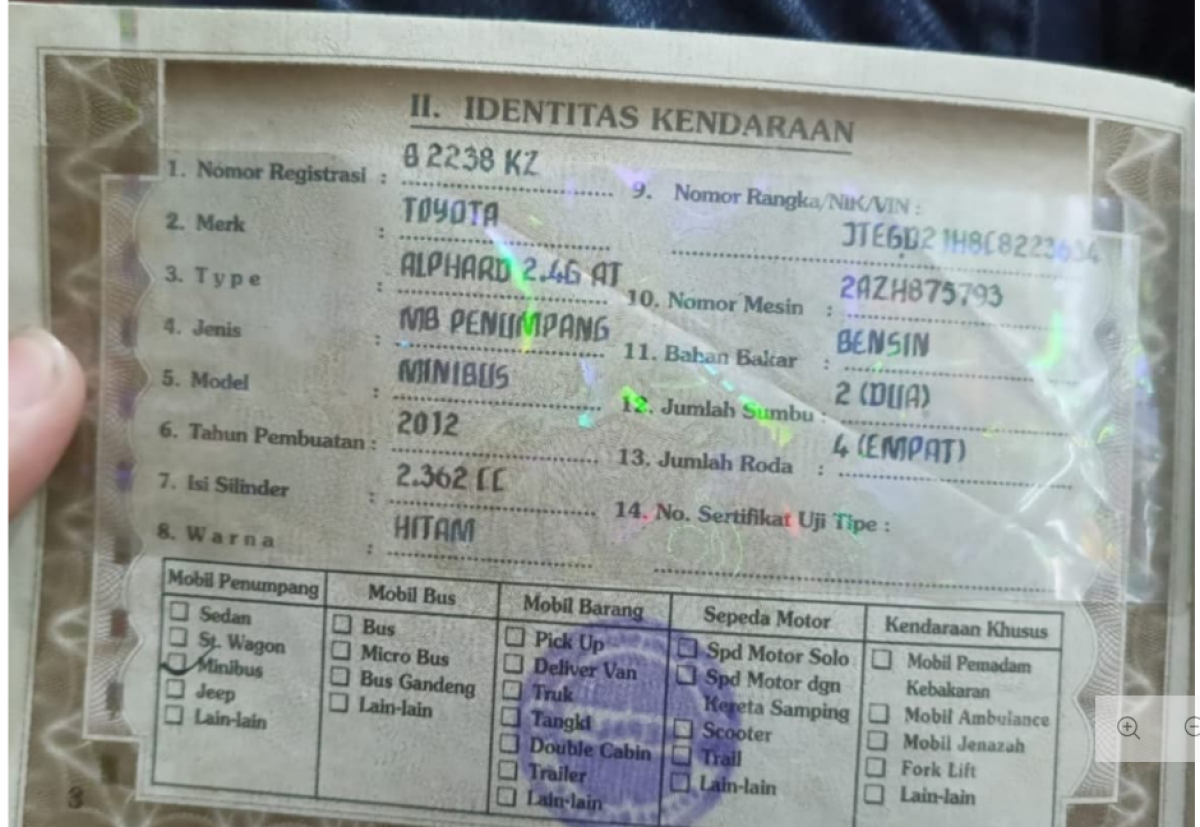 II. IDENTITAS KENDARAAN
1. Nomor Registrasi : B 2238 KZ
2. Merk : TOYOTA
3. Type : ALPHARD 2.4G AT
4. Jenis : MB PENUMPANG
5. Model : MINIBUS
6. Tahun Pembuatan : 2012
7. Isi Silinder : 2.362 CC
8. Warna : HITAM
9. Nomor Rangka/NIK/VIN :
10. Nomor Mesin : 2AZH875793
11. Bahan Bakar : BENSIN
12. Jumlah Sumbu : 2 (DUA)
13. Jumlah Roda : 4 (EMPAT)
14. No. Sertifikat Uji Tipe :
Mobil Penumpang
Sedan
St. Wagon
Minibus
Jeep
Lain-lain
Mobil Bus
Bus
Micro Bus
Bus Gandeng
Lain-lain
Mobil Barang
Pick Up
Deliver Van
Truk
Tangki
Double Cabin
Trailer
Lain-lain
Sepeda Motor
Spd Motor Solo
Spd Motor dgn
Kereta Samping
Scooter
Trail
Lain-lain
Kendaraan Khusus
Mobil Pemadam
Kebakaran
Mobil Ambulance
Mobil Jenazah
Fork Lift
Lain-lain
3